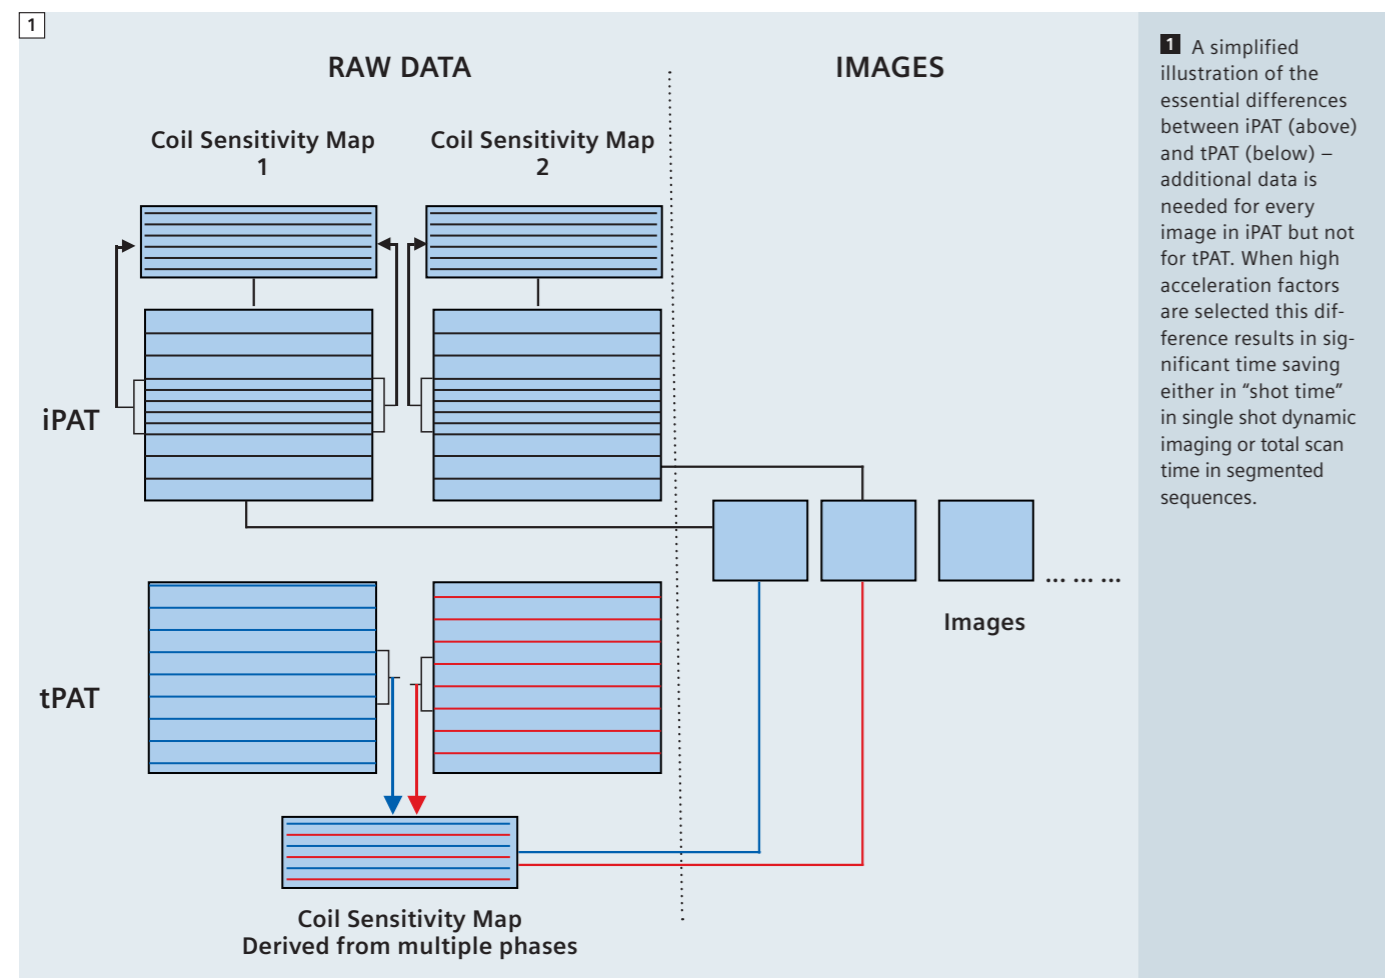 1
RAW DATA
IMAGES
Coil Sensitivity Map
1
Coil Sensitivity Map
2
iPAT
... ... ...
Images
tPAT
Coil Sensitivity Map
Derived from multiple phases
1 A simplified
illustration of the
essential differences
between iPAT (above)
and tPAT (below) –
additional data is
needed for every
image in iPAT but not
for tPAT. When high
acceleration factors
are selected this dif-
ference results in sig-
nificant time saving
either in “shot time”
in single shot dynamic
imaging or total scan
time in segmented
sequences.